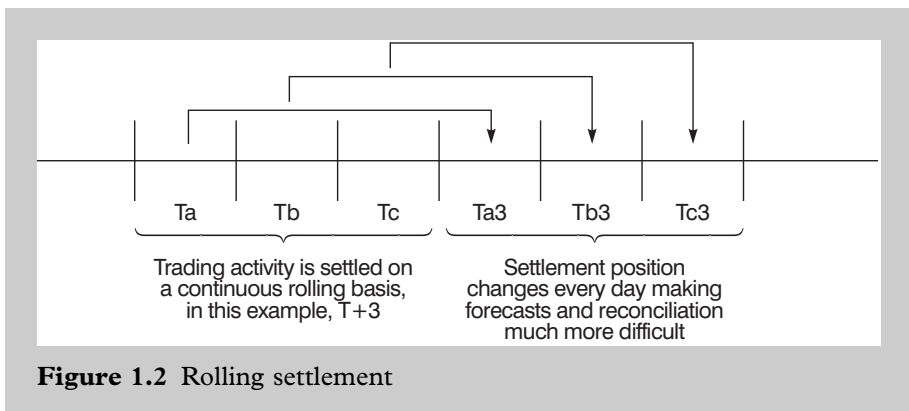 Ta Tb Tc Ta3 Tb3 Tc3
Trading activity is settled on
a continuous rolling basis,
in this example, T+3
Settlement position
changes every day making
forecasts and reconciliation
much more difficult
Figure 1.2 Rolling settlement